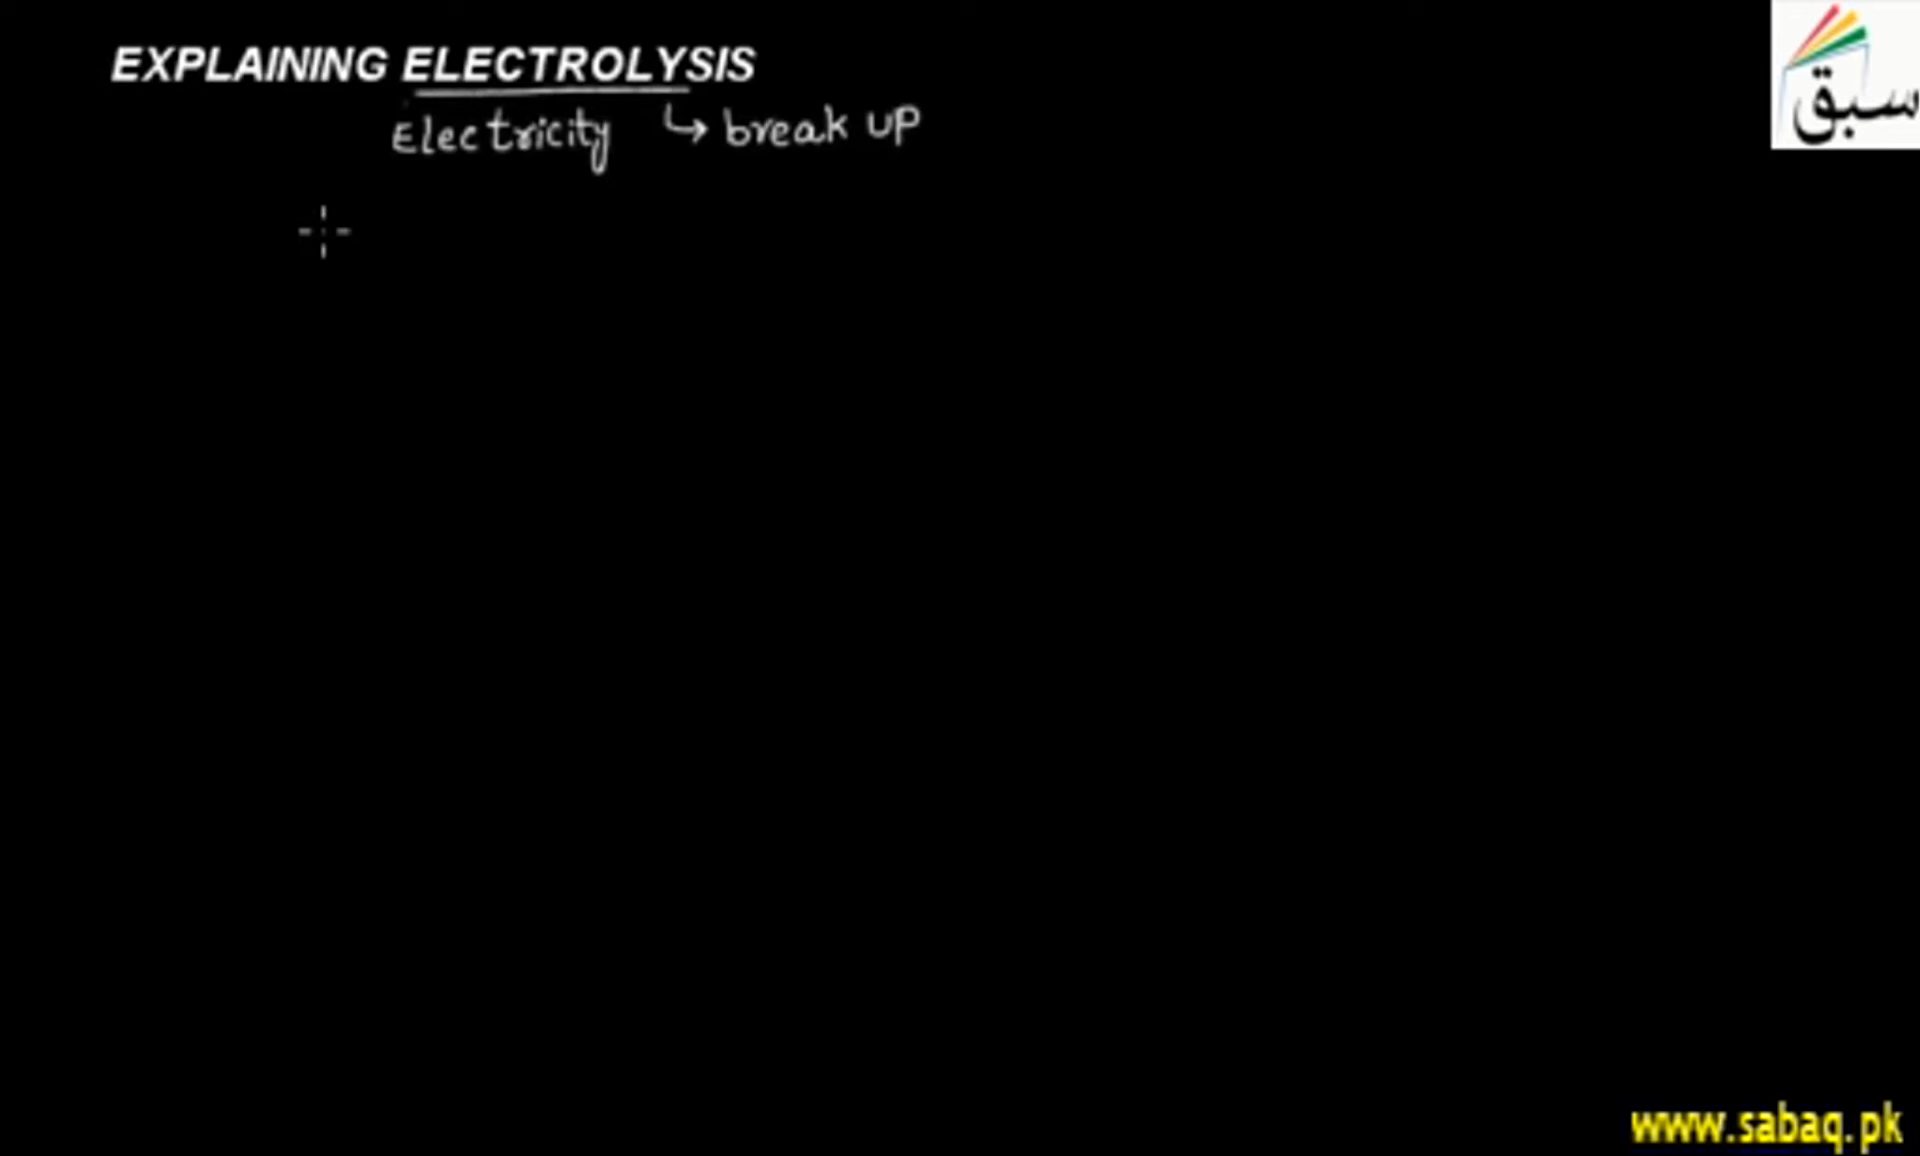 EXPLAINING ELECTROLYSIS
Electricity ↳ break up
سبق
www.sabaq.pk